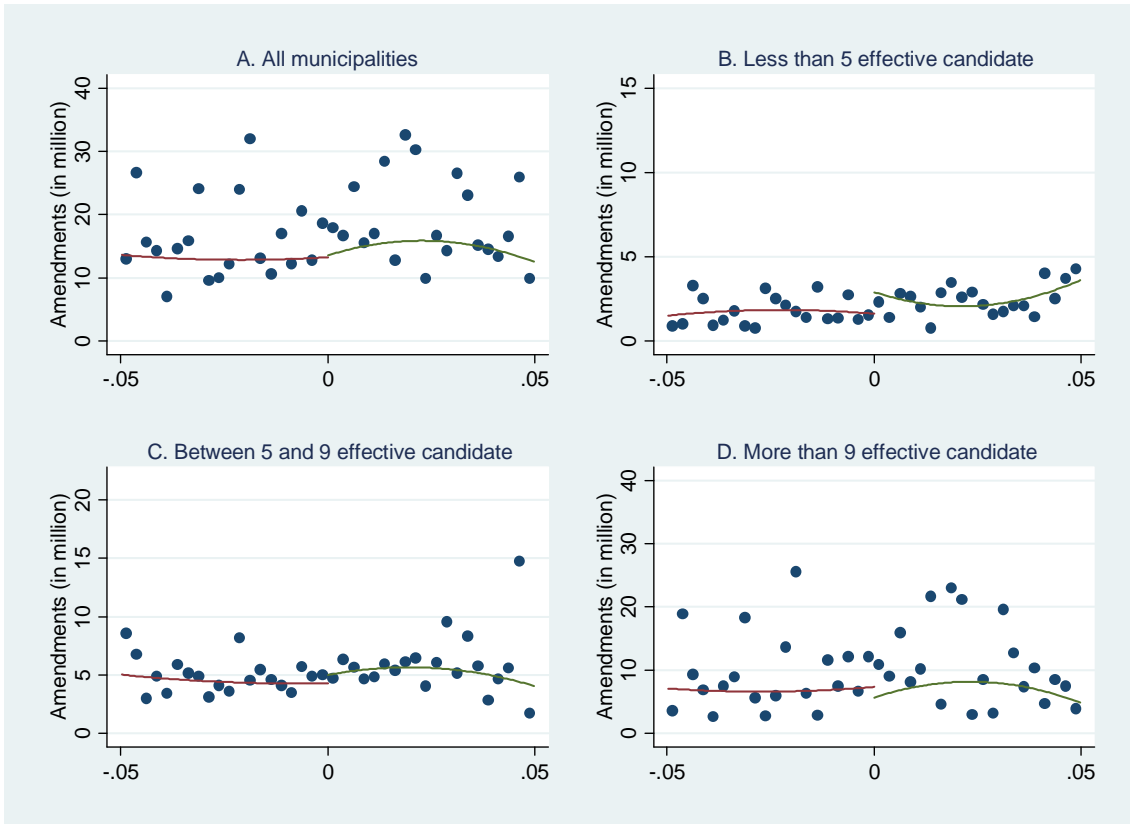 A. All municipalities
Amendments (in million)
40
30
20
10
0
-.05 0 .05
B. Less than 5 effective candidate
Amendments (in million)
15
10
5
0
-.05 0 .05
C. Between 5 and 9 effective candidate
Amendments (in million)
20
15
10
5
0
-.05 0 .05
D. More than 9 effective candidate
Amendments (in million)
40
30
20
10
0
-.05 0 .05